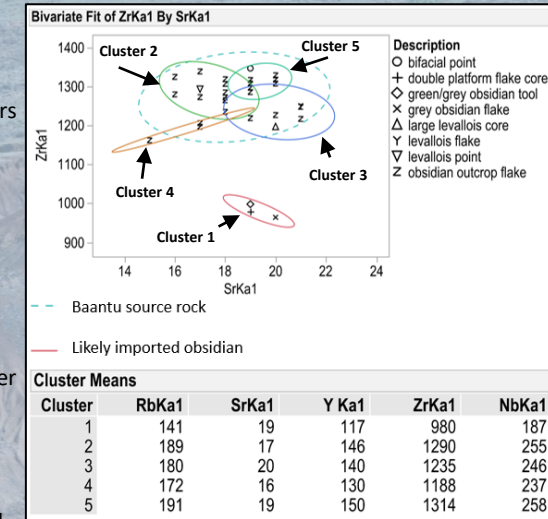 Bivariate Fit of ZrKa1 By SrKa1
1400
1300
1200
1100
1000
900
ZrKa1
14 16 18 20 22 24
SrKa1
Cluster 2
Cluster 5
Cluster 3
Cluster 4
Cluster 1
Description
bifacial point
double platform flake core
green/grey obsidian tool
grey obsidian flake
large levallois core
levallois flake
levallois point
obsidian outcrop flake
Baantu source rock
Likely imported obsidian
Cluster Means
Cluster RbKa1 SrKa1 Y Ka1 ZrKa1 NbKa1
1 141 19 117 980 187
2 189 17 146 1290 255
3 180 20 140 1235 246
4 172 16 130 1188 237
5 191 19 150 1314 258